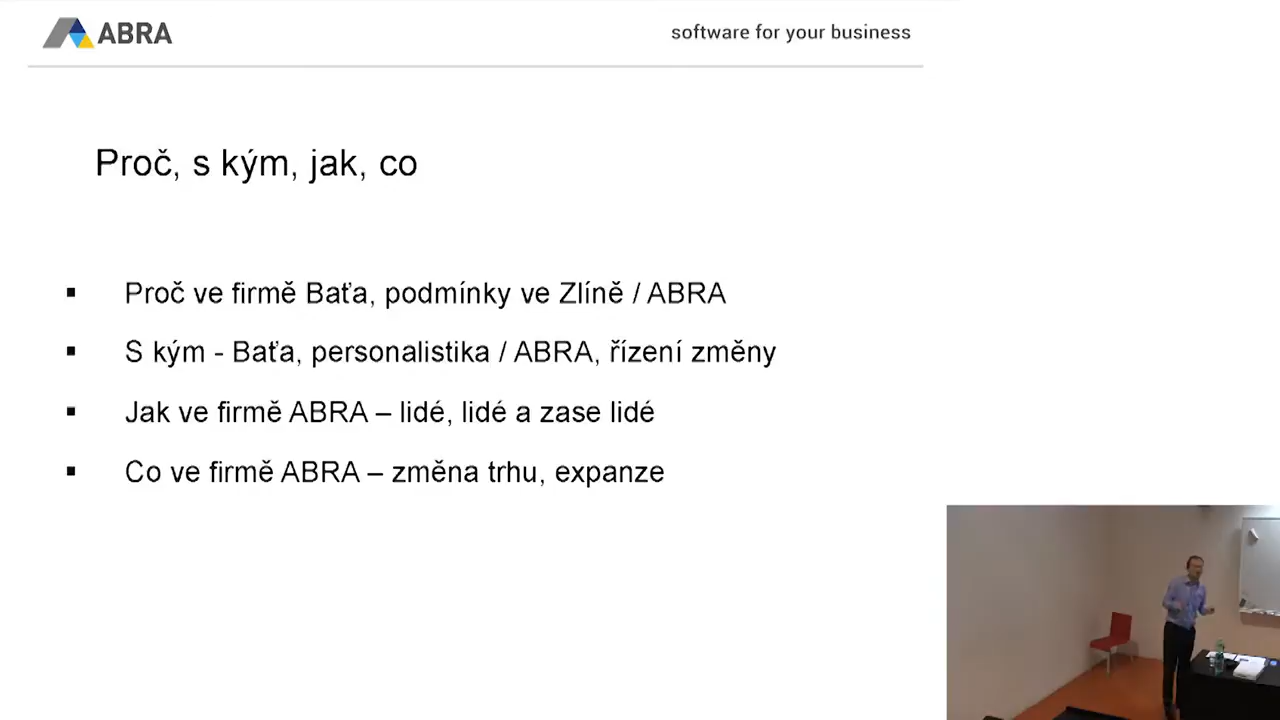 ABRA
software for your business
Proč, s kým, jak, co
▪ Proč ve firmě Baťa, podmínky ve Zlíně / ABRA
▪ S kým - Baťa, personalistika / ABRA, řízení změny
▪ Jak ve firmě ABRA – lidé, lidé a zase lidé
▪ Co ve firmě ABRA – změna trhu, expanze